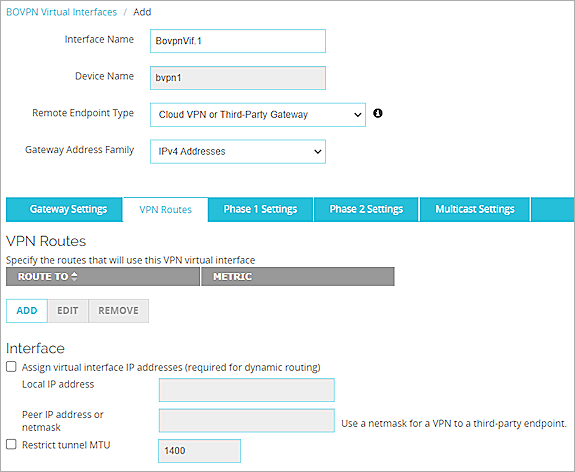 BOVPN Virtual Interfaces / Add
Interface Name BovpnVif.1
Device Name bvpn1
Remote Endpoint Type Cloud VPN or Third-Party Gateway
Gateway Address Family IPv4 Addresses
Gateway Settings VPN Routes Phase 1 Settings Phase 2 Settings Multicast Settings
VPN Routes
Specify the routes that will use this VPN virtual interface
ROUTE TO METRIC
ADD EDIT REMOVE
Interface
Assign virtual interface IP addresses (required for dynamic routing)
Local IP address
Peer IP address or
netmask Use a netmask for a VPN to a third-party endpoint.
Restrict tunnel MTU 1400